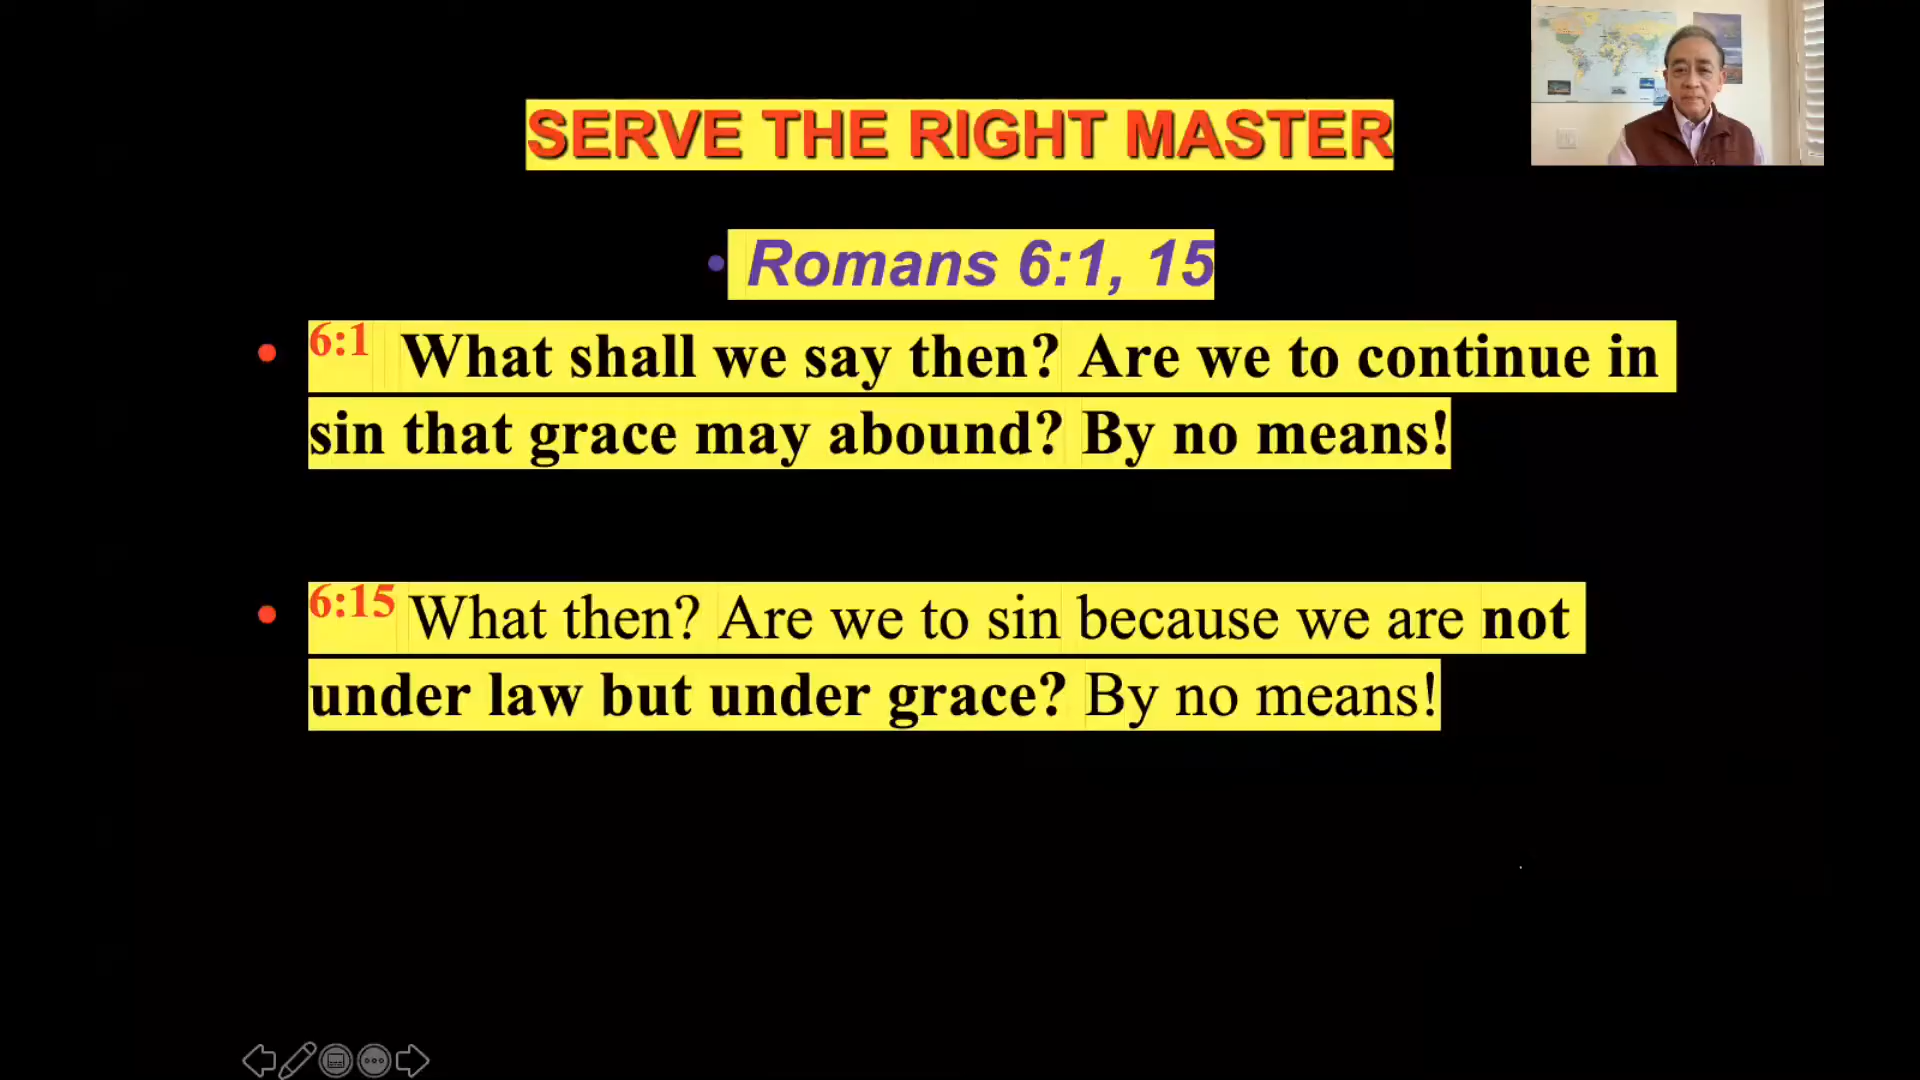 SERVE THE RIGHT MASTER
• Romans 6:1, 15
• 6:1 What shall we say then? Are we to continue in
sin that grace may abound? By no means!
• 6:15 What then? Are we to sin because we are not
under law but under grace? By no means!